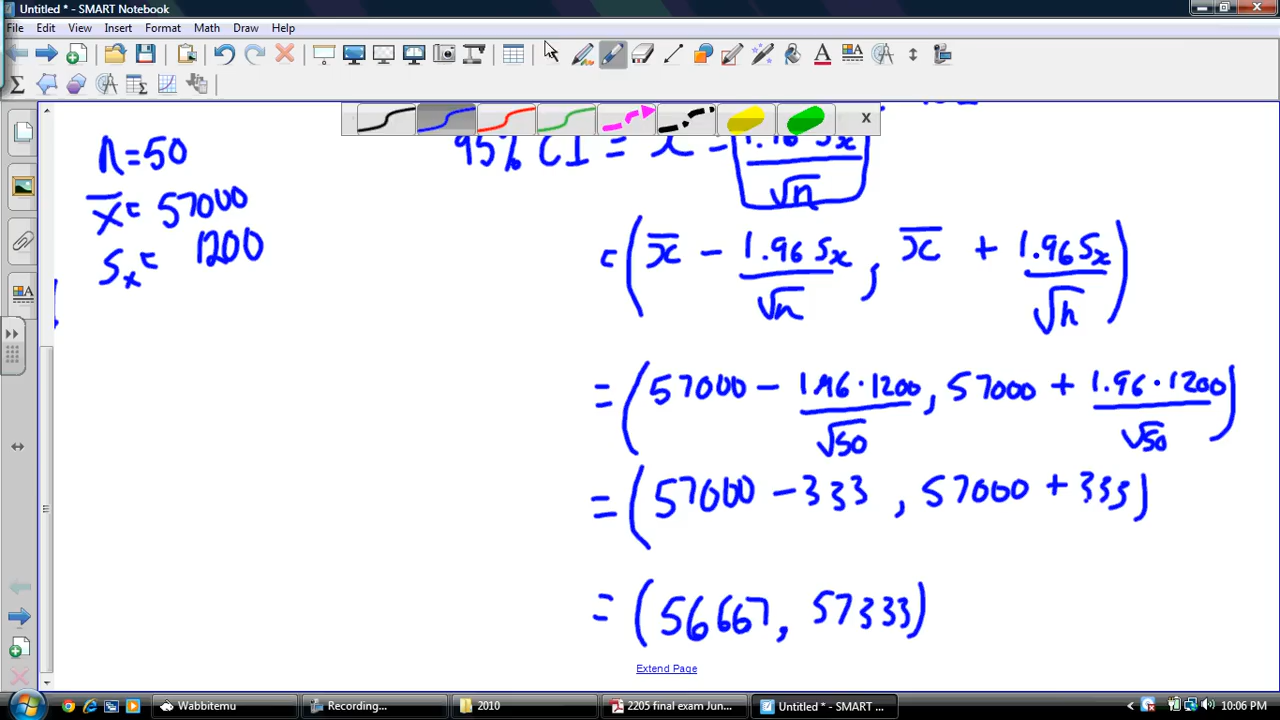 Untitled * - SMART Notebook
File Edit View Insert Format Math Draw Help
n=50
x̄= 57000
Sx= 1200
95% CI = x̄ - 1.96 Sx / √n
= ( x̄ - 1.96 Sx / √n , x̄ + 1.96 Sx / √n )
= ( 57000 - 1.96 · 1200 / √50 , 57000 + 1.96 · 1200 / √50 )
= ( 57000 - 333 , 57000 + 333 )
= ( 56667, 57333 )
Extend Page
Wabbitemu Recording... 2010 2205 final exam Jun... Untitled * - SMART ... 10:06 PM